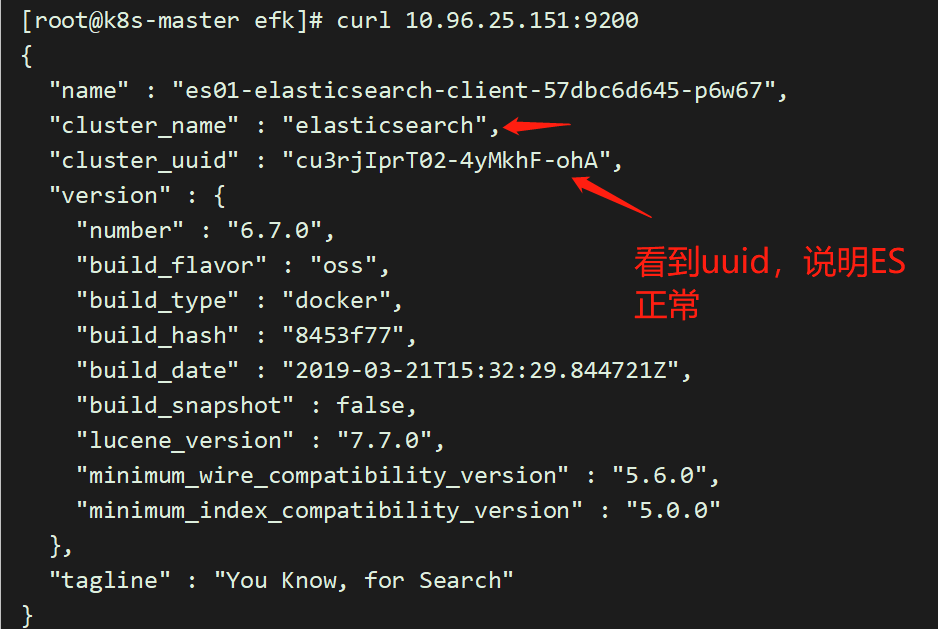 [root@k8s-master efk]# curl 10.96.25.151:9200
{
  "name" : "es01-elasticsearch-client-57dbc6d645-p6w67",
  "cluster_name" : "elasticsearch",
  "cluster_uuid" : "cu3rjIprT02-4yMkhF-ohA",
  "version" : {
    "number" : "6.7.0",
    "build_flavor" : "oss",
    "build_type" : "docker",
    "build_hash" : "8453f77",
    "build_date" : "2019-03-21T15:32:29.844721Z",
    "build_snapshot" : false,
    "lucene_version" : "7.7.0",
    "minimum_wire_compatibility_version" : "5.6.0",
    "minimum_index_compatibility_version" : "5.0.0"
  },
  "tagline" : "You Know, for Search"
}
看到uuid，说明ES
正常